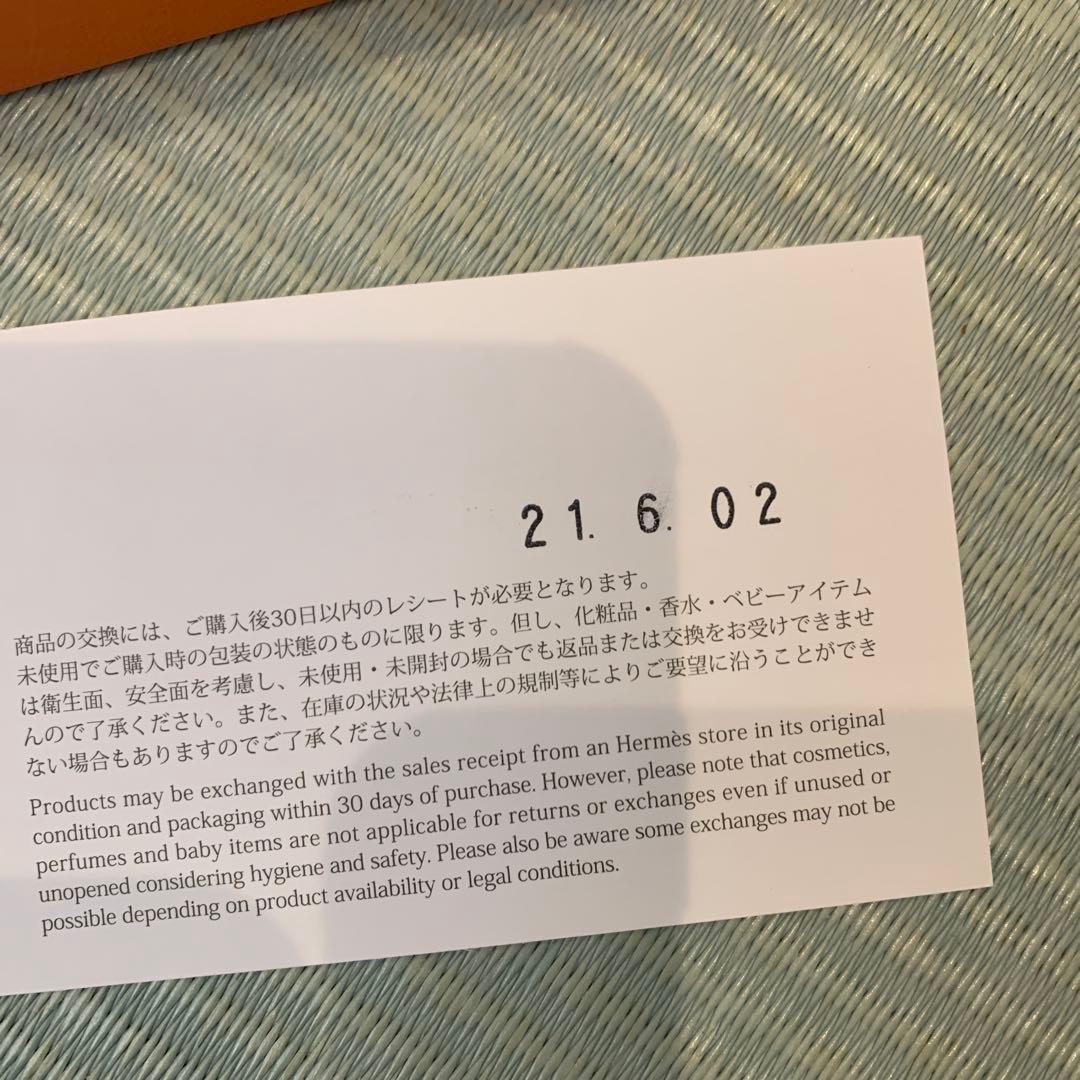 21. 6. 02
商品の交換には、ご購入後30日以内のレシートが必要となります。
未使用でご購入時の包装の状態のものに限ります。但し、化粧品・香水・ベビーアイテム
は衛生面、安全面を考慮し、未使用・未開封の場合でも返品または交換をお受けできませ
んので了承ください。また、在庫の状況や法律上の規制等によりご要望に沿うことができ
ない場合もありますのでご了承ください。
Products may be exchanged with the sales receipt from an Hermès store in its original
condition and packaging within 30 days of purchase. However, please note that cosmetics,
perfumes and baby items are not applicable for returns or exchanges even if unused or
unopened considering hygiene and safety. Please also be aware some exchanges may not be
possible depending on product availability or legal conditions.